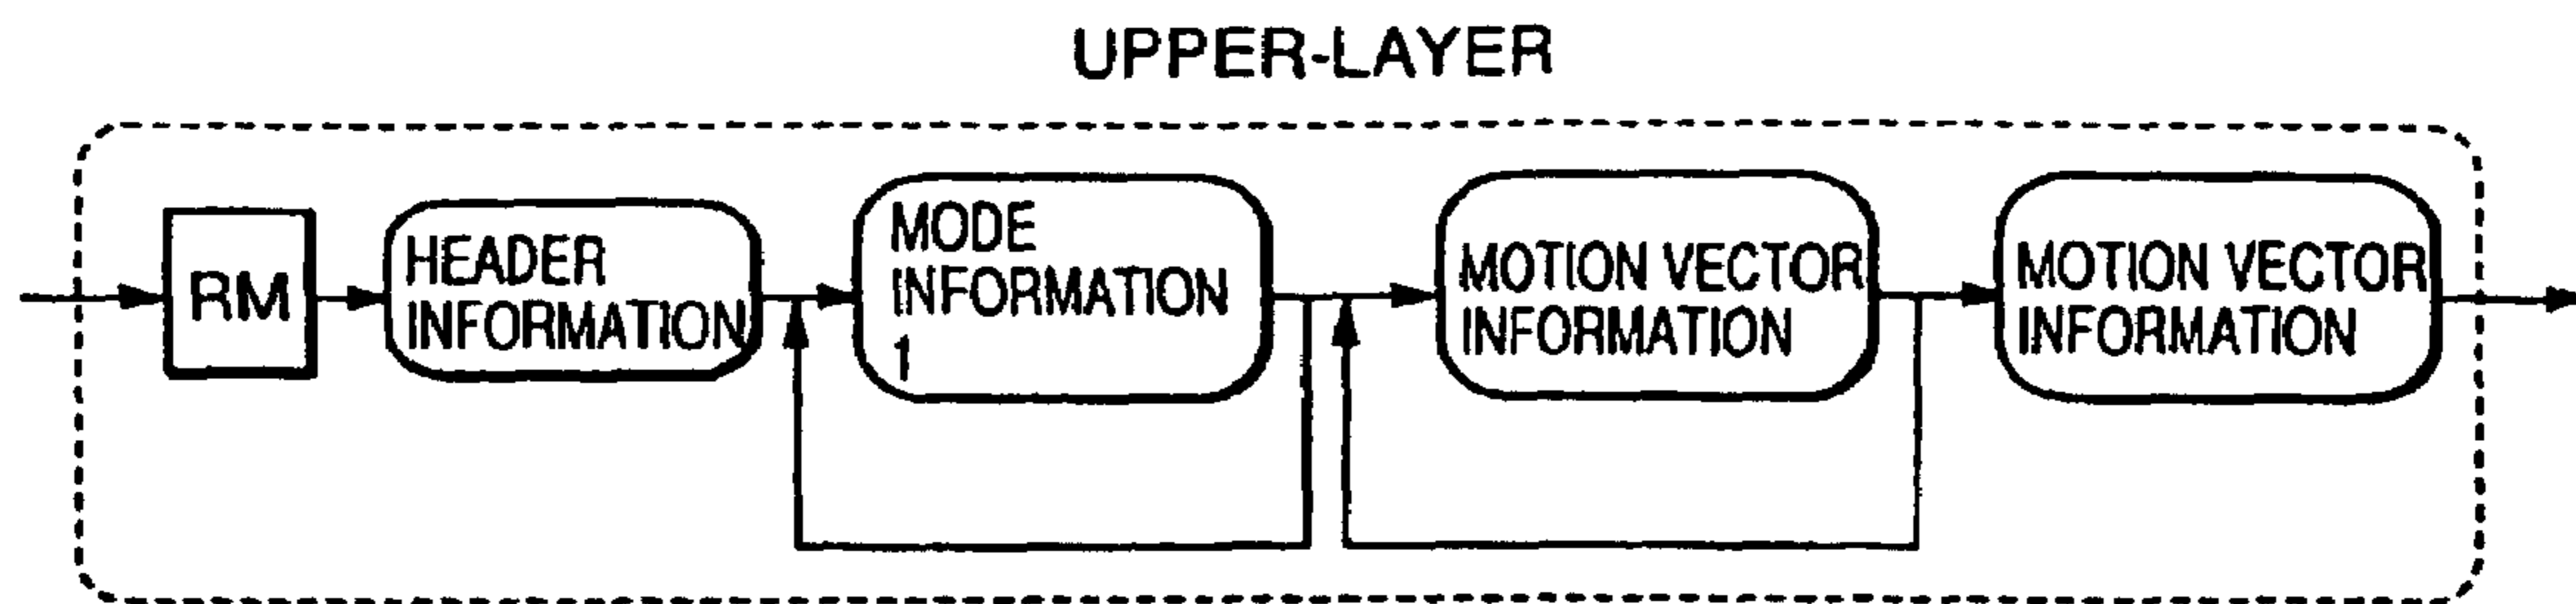 UPPER-LAYER
RM
HEADER
INFORMATION
MODE
INFORMATION
1
MOTION VECTOR
INFORMATION
MOTION VECTOR
INFORMATION